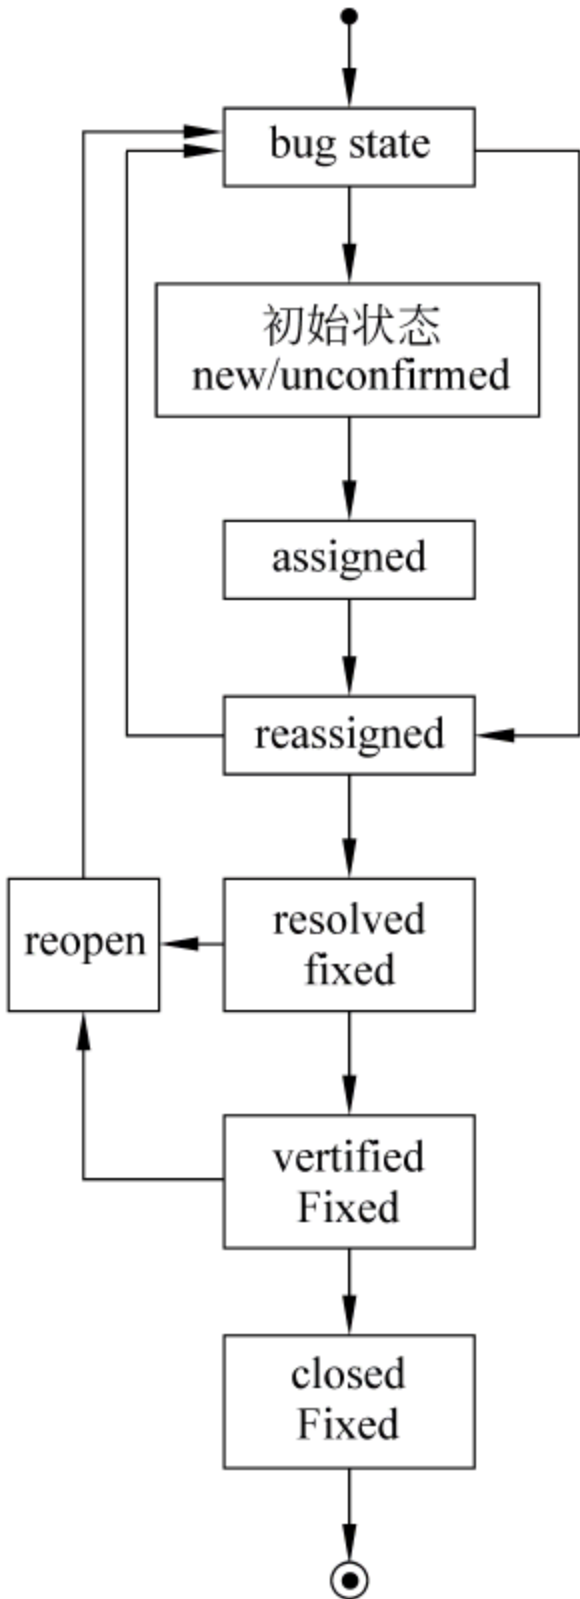 bug state
初始状态
new/unconfirmed
assigned
reassigned
reopen
resolved
fixed
vertified
Fixed
closed
Fixed